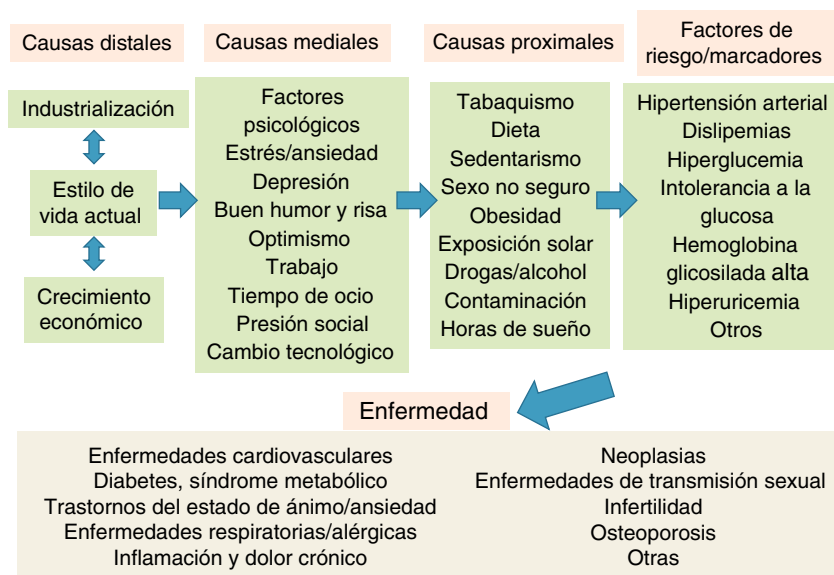 Causas distales
Causas mediales
Causas proximales
Factores de
riesgo/marcadores
Industrialización
Estilo de
vida actual
Crecimiento
económico
Factores
psicológicos
Estrés/ansiedad
Depresión
Buen humor y risa
Optimismo
Trabajo
Tiempo de ocio
Presión social
Cambio tecnológico
Tabaquismo
Dieta
Sedentarismo
Sexo no seguro
Obesidad
Exposición solar
Drogas/alcohol
Contaminación
Horas de sueño
Hipertensión arterial
Dislipemias
Hiperglucemia
Intolerancia a la
glucosa
Hemoglobina
glicosilada alta
Hiperuricemia
Otros
Enfermedad
Enfermedades cardiovasculares
Diabetes, síndrome metabólico
Trastornos del estado de ánimo/ansiedad
Enfermedades respiratorias/alérgicas
Inflamación y dolor crónico
Neoplasias
Enfermedades de transmisión sexual
Infertilidad
Osteoporosis
Otras